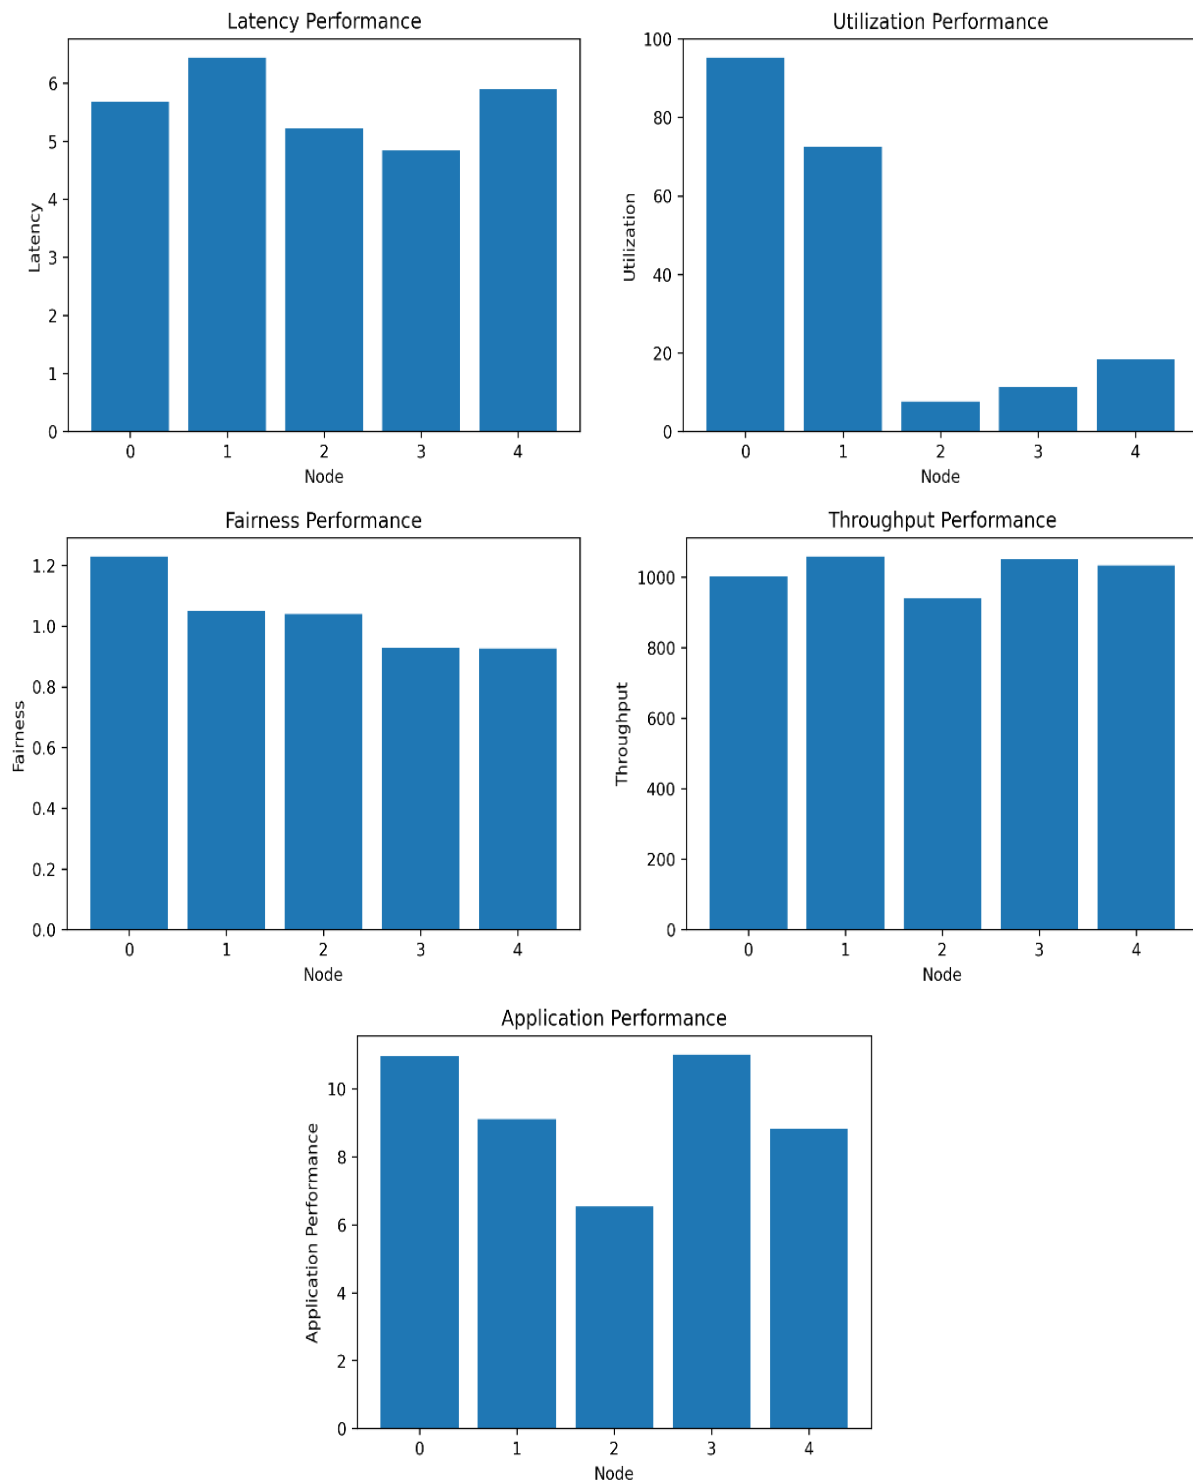 Latency Performance
6
5
4
3
2
1
0
Latency
0 1 2 3 4
Node
Utilization Performance
100
80
60
40
20
0
Utilization
0 1 2 3 4
Node
Fairness Performance
1.2
1.0
0.8
0.6
0.4
0.2
0.0
Fairness
0 1 2 3 4
Node
Throughput Performance
1000
800
600
400
200
0
Throughput
0 1 2 3 4
Node
Application Performance
10
8
6
4
2
0
Application Performance
0 1 2 3 4
Node